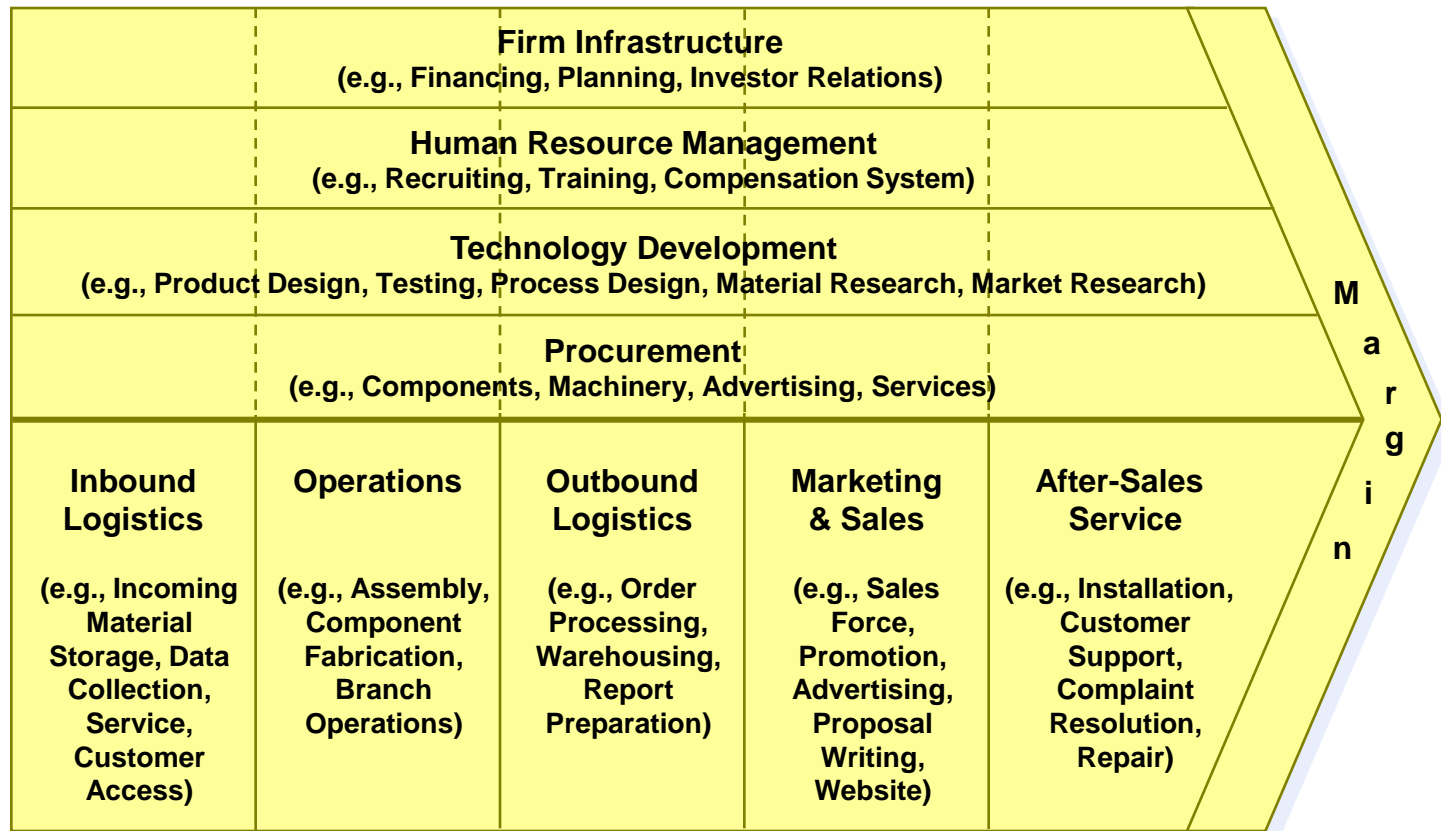 Firm Infrastructure
(e.g., Financing, Planning, Investor Relations)
Human Resource Management
(e.g., Recruiting, Training, Compensation System)
Technology Development
(e.g., Product Design, Testing, Process Design, Material Research, Market Research)
Procurement
(e.g., Components, Machinery, Advertising, Services)
Inbound
Logistics
(e.g., Incoming
Material
Storage, Data
Collection,
Service,
Customer
Access)
Operations
(e.g., Assembly,
Component
Fabrication,
Branch
Operations)
Outbound
Logistics
(e.g., Order
Processing,
Warehousing,
Report
Preparation)
Marketing
& Sales
(e.g., Sales
Force,
Promotion,
Advertising,
Proposal
Writing,
Website)
After-Sales
Service
(e.g., Installation,
Customer
Support,
Complaint
Resolution,
Repair)
Margin